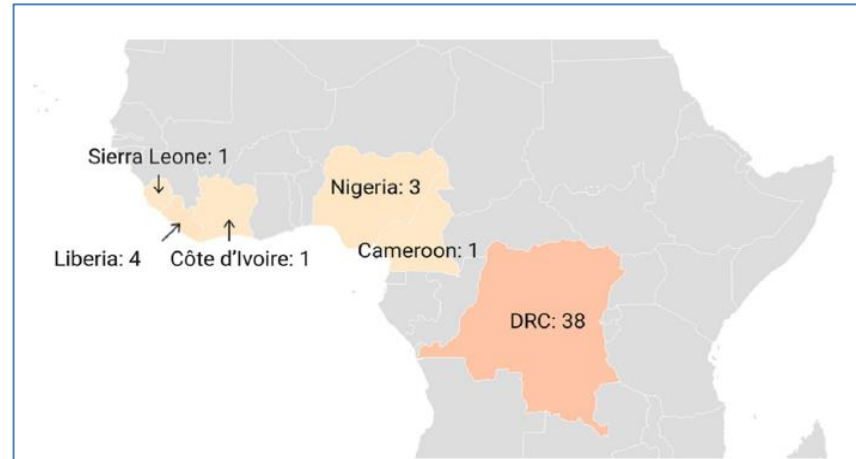 Sierra Leone: 1
Nigeria: 3
Liberia: 4
Côte d’Ivoire: 1
Cameroon: 1
DRC: 38